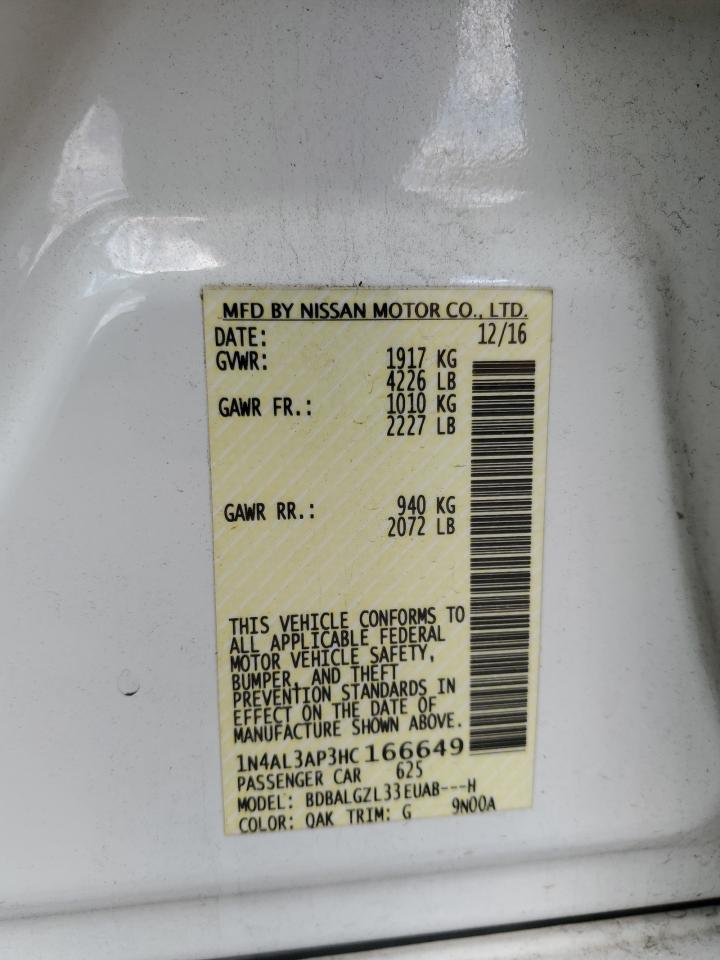 MFD BY NISSAN MOTOR CO., LTD.
DATE: 12/16
GVWR: 1917 KG
4226 LB
GAWR FR.: 1010 KG
2227 LB
GAWR RR.: 940 KG
2072 LB
THIS VEHICLE CONFORMS TO
ALL APPLICABLE FEDERAL
MOTOR VEHICLE SAFETY,
BUMPER, AND THEFT
PREVENTION STANDARDS IN
EFFECT ON THE DATE OF
MANUFACTURE SHOWN ABOVE.
1N4AL3AP3HC166649
PASSENGER CAR 625
MODEL: BDBALGZL33EUAB---H
COLOR: QAK TRIM: G 9N00A